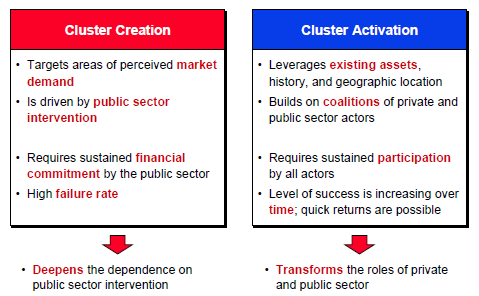 Cluster Creation
• Targets areas of perceived market
demand
• Is driven by public sector
intervention
• Requires sustained financial
commitment by the public sector
• High failure rate
• Deepens the dependence on
public sector intervention
Cluster Activation
• Leverages existing assets,
history, and geographic location
• Builds on coalitions of private and
public sector actors
• Requires sustained participation
by all actors
• Level of success is increasing over
time; quick returns are possible
• Transforms the roles of private
and public sector